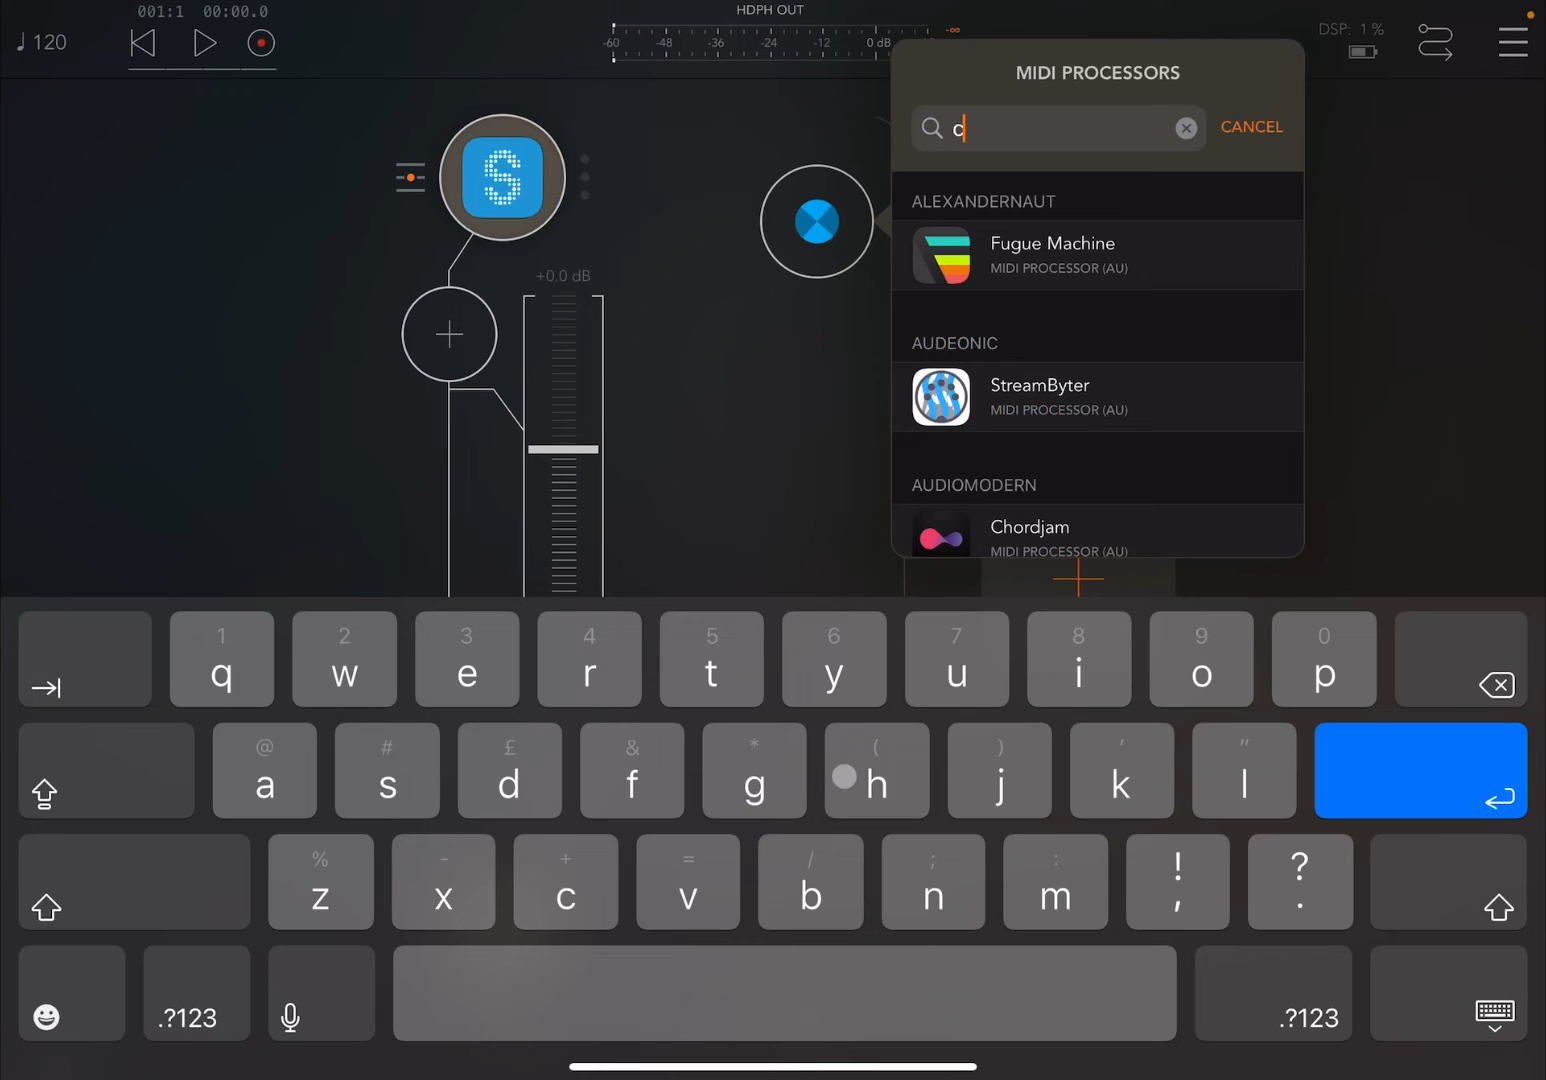 001:1 00:00.0
HDPH OUT
♩ 120
-60 -48 -36 -24 -12 0 dB
-∞
DSP: 1 %
MIDI PROCESSORS
c
CANCEL
ALEXANDERNAUT
Fugue Machine
MIDI PROCESSOR (AU)
AUDEONIC
StreamByter
MIDI PROCESSOR (AU)
AUDIOMODERN
Chordjam
MIDI PROCESSOR (AU)
S
+0.0 dB
1 2 3 4 5 6 7 8 9 0
q w e r t y u i o p
@ # £ & * ( ) ' "
a s d f g h j k l
% - + = / ; : ! ?
z x c v b n m , .
.?123 .?123